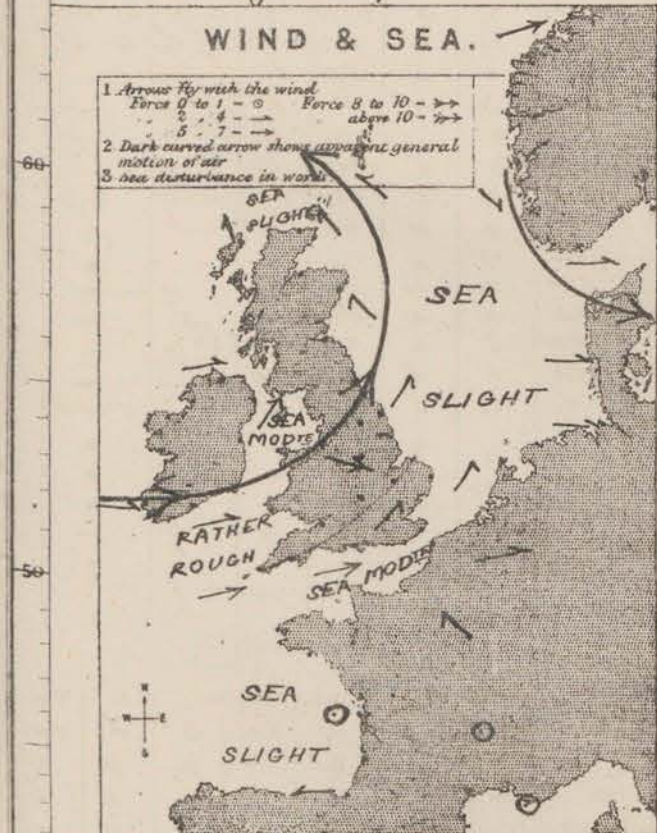 WIND & SEA.
1 Arrows fly with the wind
Force 0 to 1 - ⊙ Force 8 to 10 - ➳
" 2 " 4 - → above 10 - ➳
" 5 " 7 - →
2 Dark curved arrow shows apparent general
motion of air
3 Sea disturbance in words
60
SEA
SLIGHT
SEA
SLIGHT
SEA
MODTE
RATHER
ROUGH
SEA MODTE
50
N
W E
S
SEA
SLIGHT